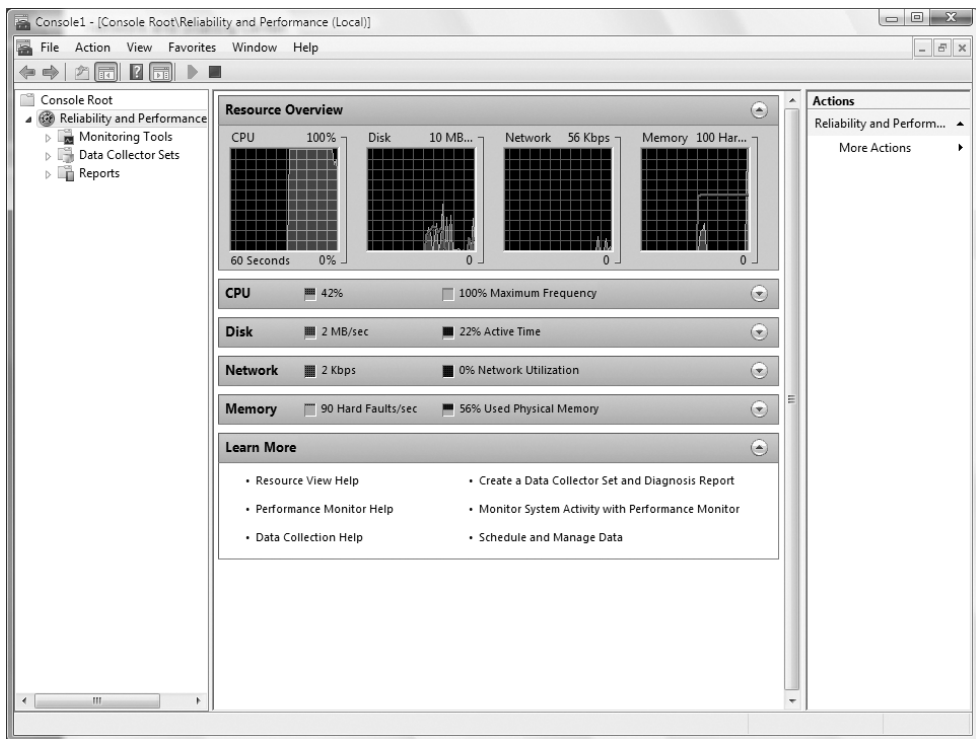 Console1 - [Console Root\Reliability and Performance (Local)]
File Action View Favorites Window Help
Console Root
Reliability and Performance
Monitoring Tools
Data Collector Sets
Reports
Resource Overview
CPU 100% Disk 10 MB... Network 56 Kbps Memory 100 Har...
60 Seconds 0% 0 0 0
CPU 42% 100% Maximum Frequency
Disk 2 MB/sec 22% Active Time
Network 2 Kbps 0% Network Utilization
Memory 90 Hard Faults/sec 56% Used Physical Memory
Learn More
• Resource View Help • Create a Data Collector Set and Diagnosis Report
• Performance Monitor Help • Monitor System Activity with Performance Monitor
• Data Collection Help • Schedule and Manage Data
Actions
Reliability and Perform...
More Actions